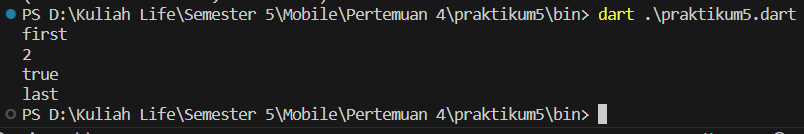 PS D:\Kuliah Life\Semester 5\Mobile\Pertemuan 4\praktikum5\bin> dart .\praktikum5.dart
first
2
true
last
PS D:\Kuliah Life\Semester 5\Mobile\Pertemuan 4\praktikum5\bin>